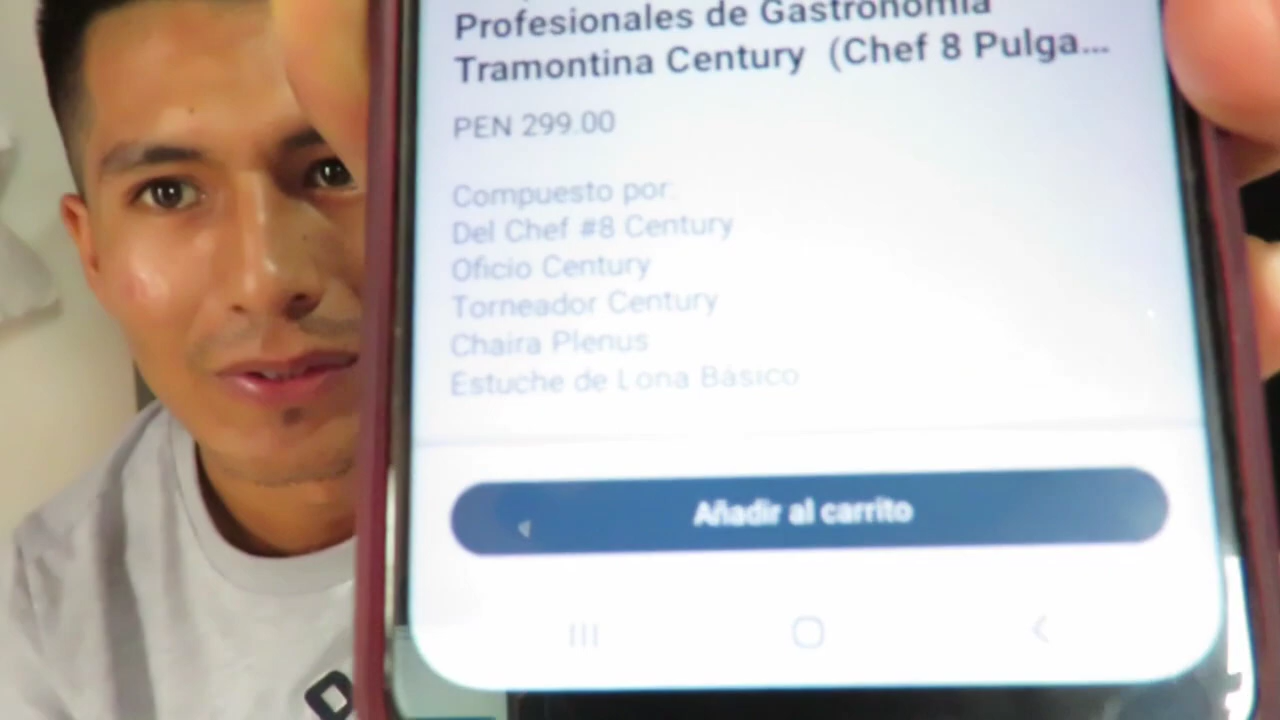 Profesionales de Gastronomía
Tramontina Century (Chef 8 Pulga...
PEN 299.00
Compuesto por:
Del Chef #8 Century
Oficio Century
Torneador Century
Chaira Plenus
Estuche de Lona Básico
Añadir al carrito